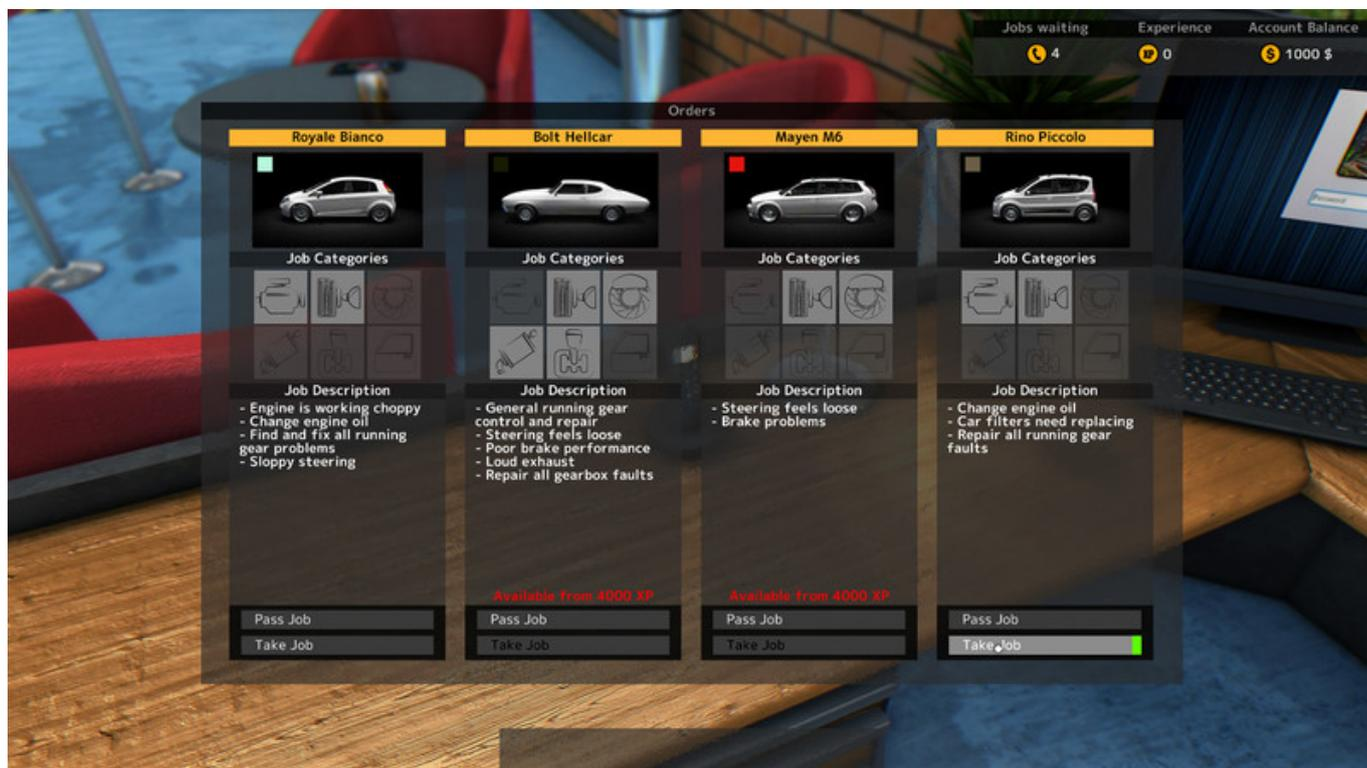 Jobs waiting Experience Account Balance
4 XP 0 $ 1000 $
Orders
Royale Bianco
Job Categories
Job Description
- Engine is working choppy
- Change engine oil
- Find and fix all running
gear problems
- Sloppy steering
Pass Job
Take Job
Bolt Hellcar
Job Categories
Job Description
- General running gear
control and repair
- Steering feels loose
- Poor brake performance
- Loud exhaust
- Repair all gearbox faults
Available from 4000 XP
Pass Job
Take Job
Mayen M6
Job Categories
Job Description
- Steering feels loose
- Brake problems
Available from 4000 XP
Pass Job
Take Job
Rino Piccolo
Job Categories
Job Description
- Change engine oil
- Car filters need replacing
- Repair all running gear
faults
Pass Job
Take Job
Password